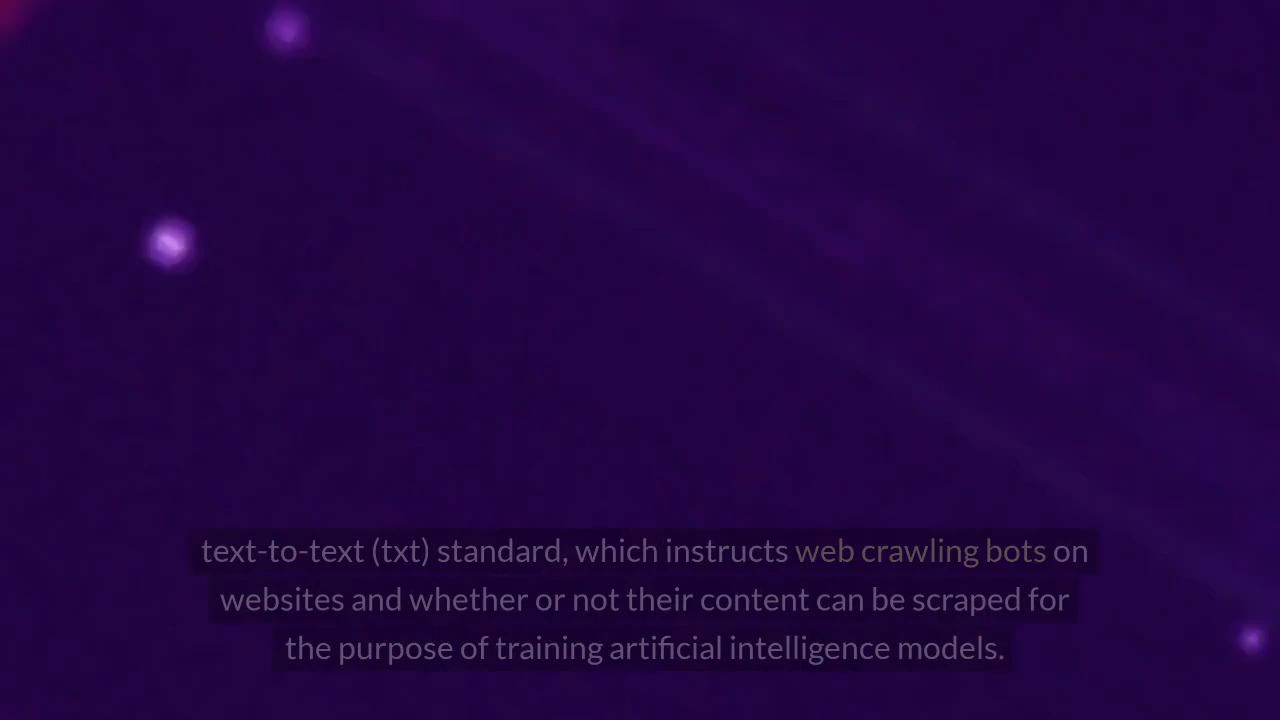 text-to-text (txt) standard, which instructs web crawling bots on
websites and whether or not their content can be scraped for
the purpose of training artificial intelligence models.